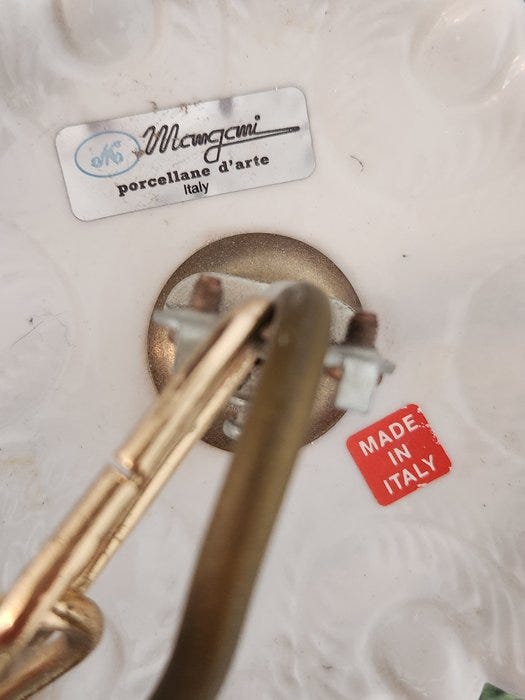 Mangani
porcellane d'arte
Italy
MADE
IN
ITALY